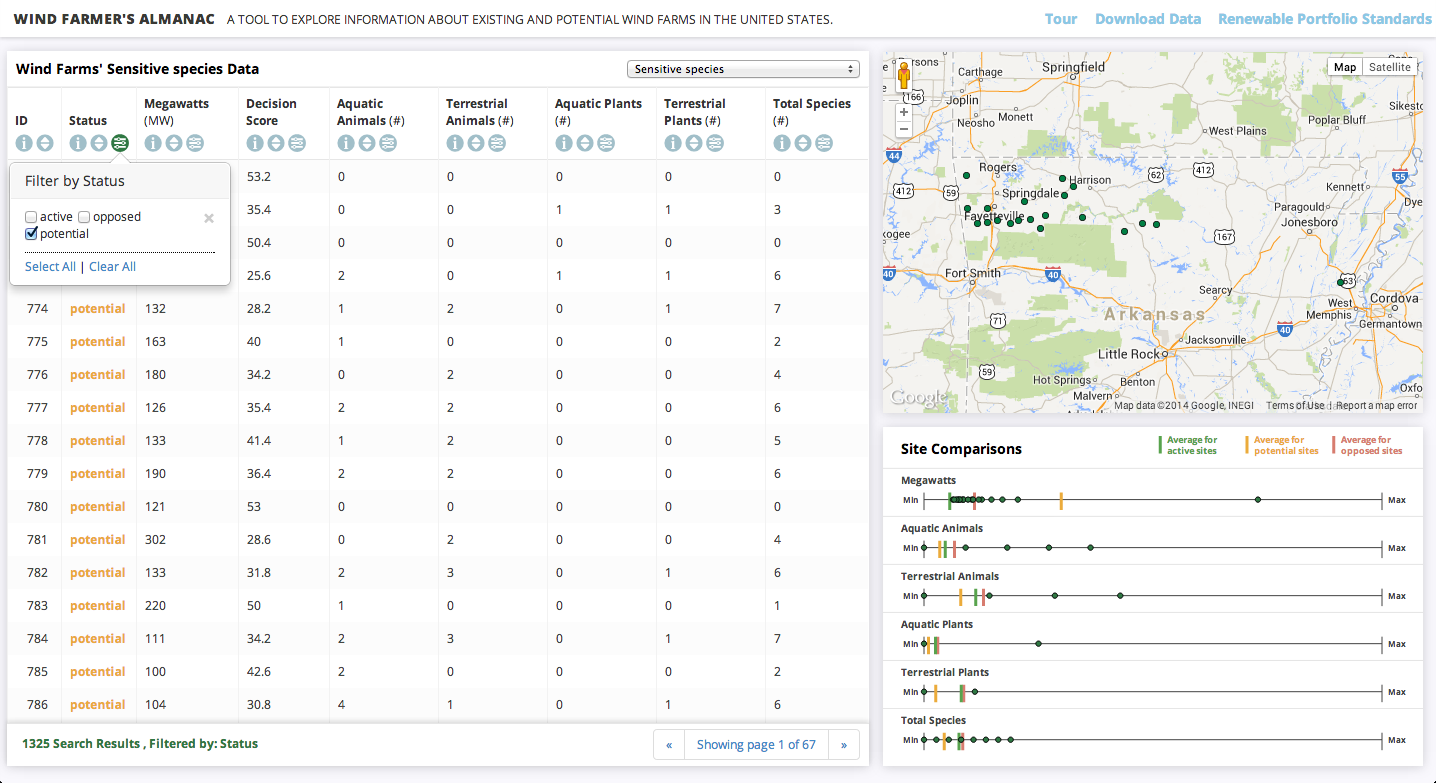 WIND FARMER'S ALMANAC A TOOL TO EXPLORE INFORMATION ABOUT EXISTING AND POTENTIAL WIND FARMS IN THE UNITED STATES.
Tour Download Data Renewable Portfolio Standards
Wind Farms' Sensitive species Data
Sensitive species
ID Status Megawatts (MW) Decision Score Aquatic Animals (#) Terrestrial Animals (#) Aquatic Plants (#) Terrestrial Plants (#) Total Species (#)
Filter by Status
active opposed
potential
Select All | Clear All
53.2 0 0 0 0 0
35.4 0 0 1 1 3
50.4 0 0 0 0 0
25.6 2 0 1 1 6
774 potential 132 28.2 1 2 0 1 7
775 potential 163 40 1 0 0 0 2
776 potential 180 34.2 0 2 0 0 4
777 potential 126 35.4 2 2 0 0 6
778 potential 133 41.4 1 2 0 0 5
779 potential 190 36.4 2 2 0 0 6
780 potential 121 53 0 0 0 0 0
781 potential 302 28.6 0 2 0 0 4
782 potential 133 31.8 2 3 0 1 6
783 potential 220 50 1 0 0 0 1
784 potential 111 34.2 2 3 0 1 7
785 potential 100 42.6 2 0 0 0 2
786 potential 104 30.8 4 1 0 1 6
1325 Search Results , Filtered by: Status
« Showing page 1 of 67 »
Map Satellite
Parsons
Carthage
Springfield
166
Joplin
Neosho
Monett
West Plains
Poplar Bluff
Sikest
44
Rogers
Harrison
62
412
55
412
59
Springdale
Kennett
Dye
Fayetteville
Paragould
Jonesboro
kogee
167
40
Fort Smith
40
Searcy
63
West Memphis
Cordova
Germantown
71
Arkansas
40
Jacksonville
Little Rock
59
Hot Springs
Benton
Oxfo
Malvern
Google
Map data ©2014 Google, INEGI Terms of Use Report a map error
Site Comparisons
Average for active sites
Average for potential sites
Average for opposed sites
Megawatts
Min Max
Aquatic Animals
Min Max
Terrestrial Animals
Min Max
Aquatic Plants
Min Max
Terrestrial Plants
Min Max
Total Species
Min Max